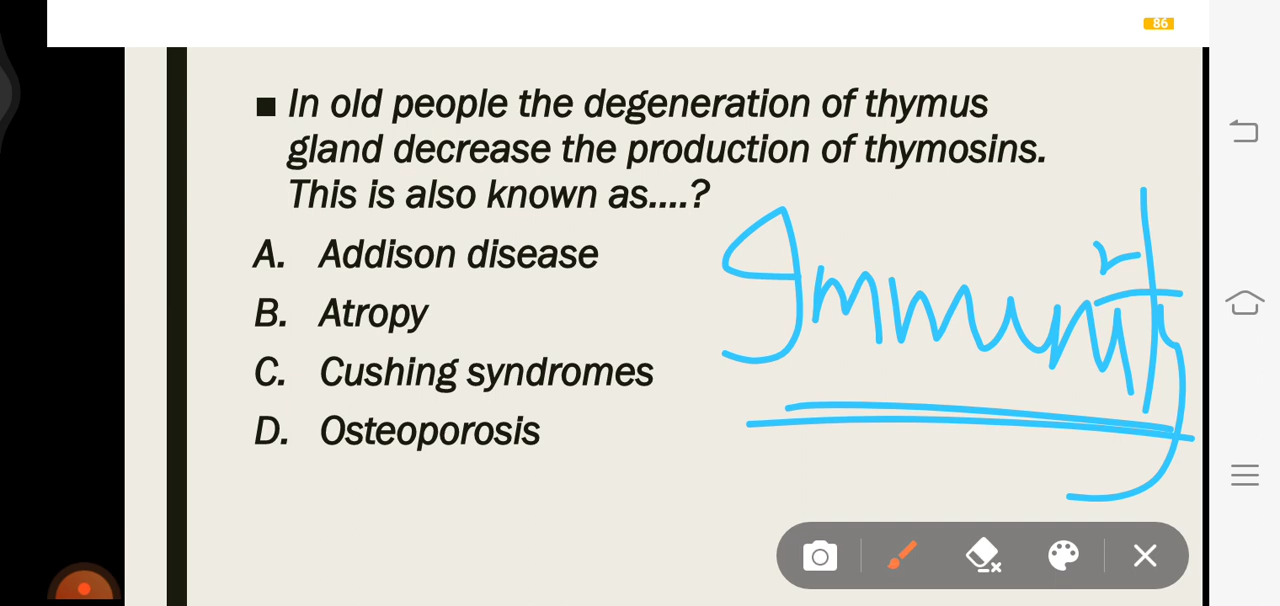 86
■ In old people the degeneration of thymus
gland decrease the production of thymosins.
This is also known as....?
A. Addison disease
B. Atropy
C. Cushing syndromes
D. Osteoporosis
Immunity